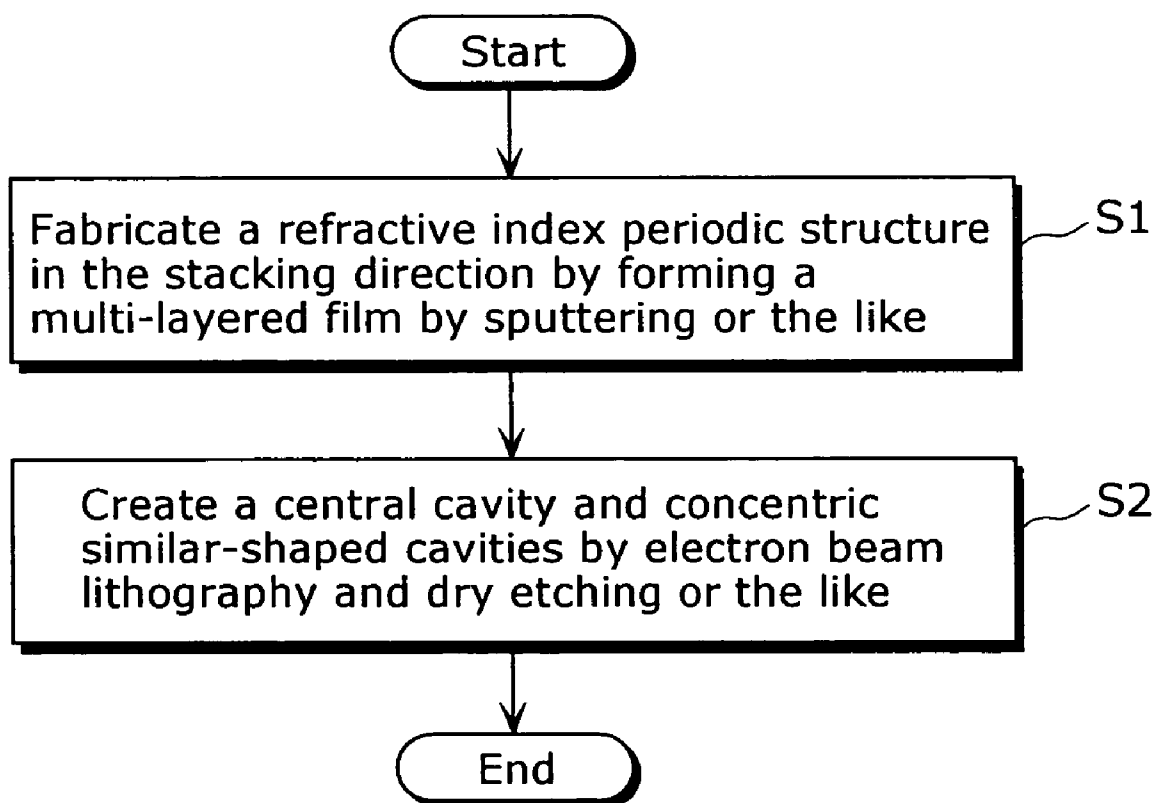 Start
Fabricate a refractive index periodic structure
in the stacking direction by forming a
multi-layered film by sputtering or the like
S1
Create a central cavity and concentric
similar-shaped cavities by electron beam
lithography and dry etching or the like
S2
End